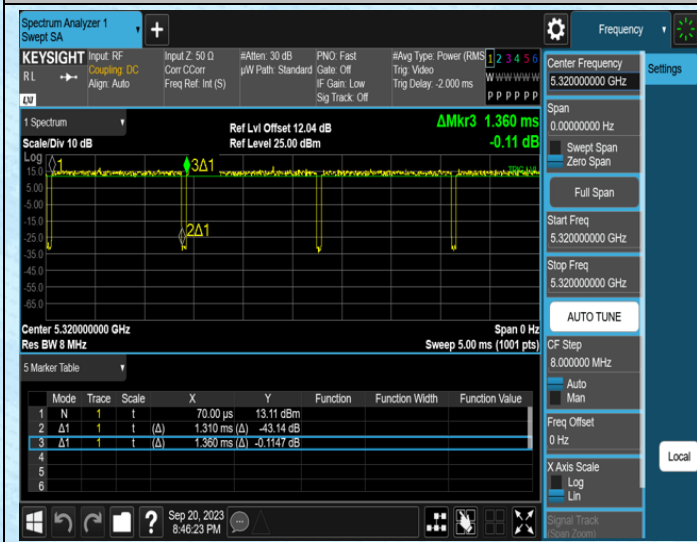 Spectrum Analyzer 1
Swept SA
Frequency
KEYSIGHT
Input: RF
Input Z: 50 Ω
#Atten: 30 dB
PNO: Fast
#Avg Type: Power (RMS
1 2 3 4 5 6
RL
Coupling: DC
Corr CCorr
µW Path: Standard
Gate: Off
Trig: Video
W W W W W W
Align: Auto
Freq Ref: Int (S)
IF Gain: Low
Trig Delay: -2.000 ms
Sig Track: Off
P P P P P P
LXI
1 Spectrum
Scale/Div 10 dB
Ref Lvl Offset 12.04 dB
Ref Level 25.00 dBm
ΔMkr3 1.360 ms
-0.11 dB
Log
15.0
5.00
-5.00
-15.0
-25.0
-35.0
-45.0
-55.0
-65.0
1
3Δ1
2Δ1
Center 5.320000000 GHz
Span 0 Hz
Res BW 8 MHz
Sweep 5.00 ms (1001 pts)
5 Marker Table
Mode Trace Scale X Y Function Function Width Function Value
1 N 1 t 70.00 µs 13.11 dBm
2 Δ1 1 t (Δ) 1.310 ms (Δ) -43.14 dB
3 Δ1 1 t (Δ) 1.360 ms (Δ) -0.1147 dB
4
5
6
Sep 20, 2023
8:46:23 PM
Center Frequency
5.320000000 GHz
Settings
Span
0.00000000 Hz
Swept Span
Zero Span
Full Span
Start Freq
5.320000000 GHz
Stop Freq
5.320000000 GHz
AUTO TUNE
CF Step
8.000000 MHz
Auto
Man
Freq Offset
0 Hz
Local
X Axis Scale
Log
Lin
Signal Track
(Span Zoom)